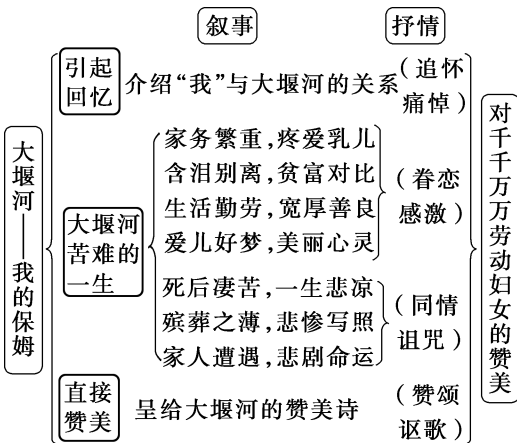 叙事
抒情
大堰河——我的保姆
引起
回忆
介绍“我”与大堰河的关系
(追怀
痛悼)
大堰河
苦难的
一生
家务繁重,疼爱乳儿
含泪别离,贫富对比
生活勤劳,宽厚善良
爱儿好梦,美丽心灵
(眷恋
感激)
死后凄苦,一生悲凉
殡葬之薄,悲惨写照
家人遭遇,悲剧命运
(同情
诅咒)
直接
赞美
呈给大堰河的赞美诗
(赞颂
讴歌)
对千千万万劳动妇女的赞美